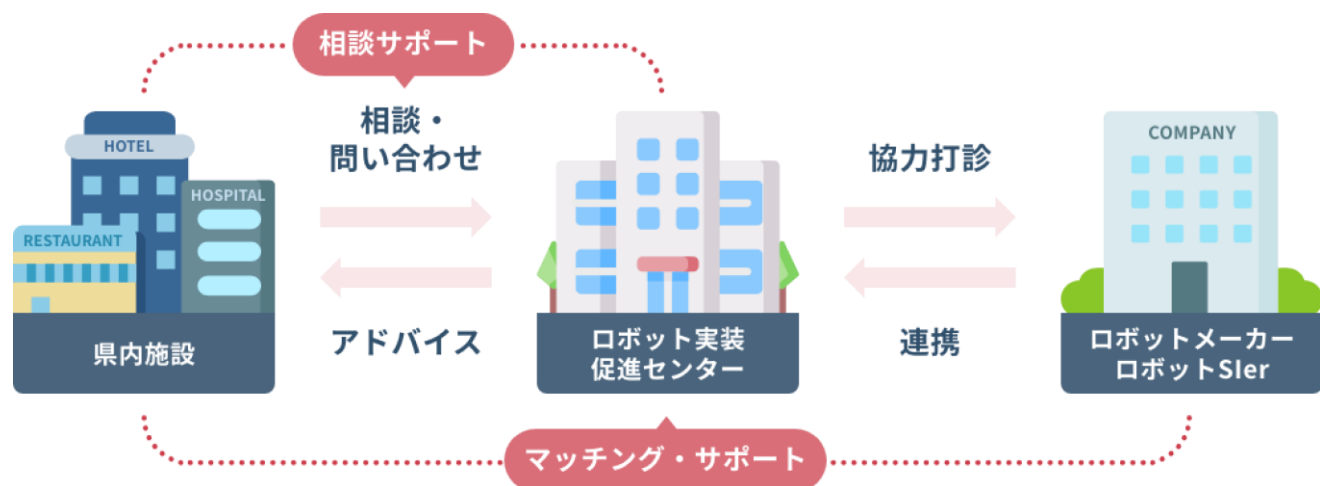 相談サポート
相談・
問い合わせ
アドバイス
HOTEL
HOSPITAL
RESTAURANT
県内施設
ロボット実装
促進センター
協力打診
連携
COMPANY
ロボットメーカー
ロボットSIer
マッチング・サポート